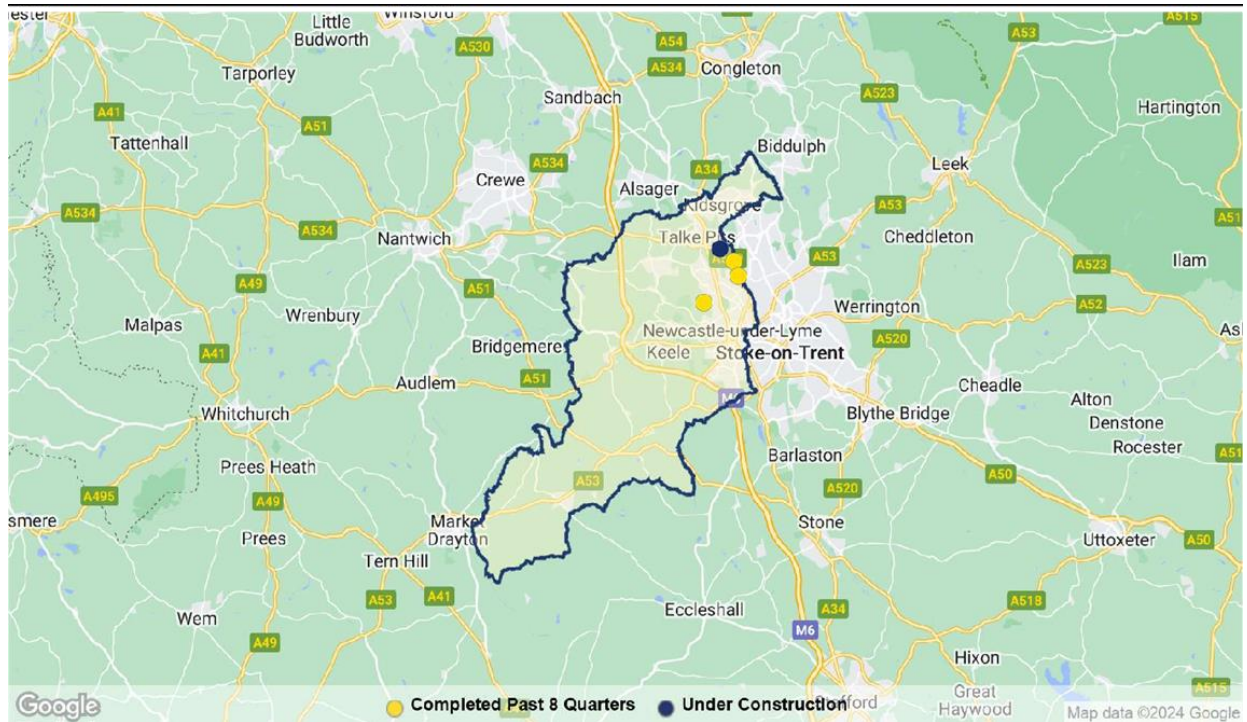 ester
Little
Budworth
Winsford
A530
A54
A534
Congleton
A53
A515
Tarporley
A41
Sandbach
A523
Hartington
Tattenhall
A51
A534
Biddulph
Leek
Crewe
Alsager
A34
A534
A534
Kidsgrove
A53
A51
Nantwich
Talke Pits
Cheddleton
A49
A53
A523
Ilam
A51
Malpas
Wrenbury
Werrington
A52
Newcastle-under-Lyme
Bridgemere
Keele
Stoke-on-Trent
A520
A41
Audlem
A51
Cheadle
Whitchurch
Blythe Bridge
Alton
Denstone
Rocester
Prees Heath
Barlaston
A51
A53
A50
A495
A49
A520
smere
Market
Drayton
Stone
Prees
Uttoxeter
A50
Tern Hill
A53
A41
Eccleshall
A34
A518
Wem
M6
A49
Hixon
Great
Haywood
A515
Stafford
Google
Completed Past 8 Quarters
Under Construction
Map data ©2024 Google